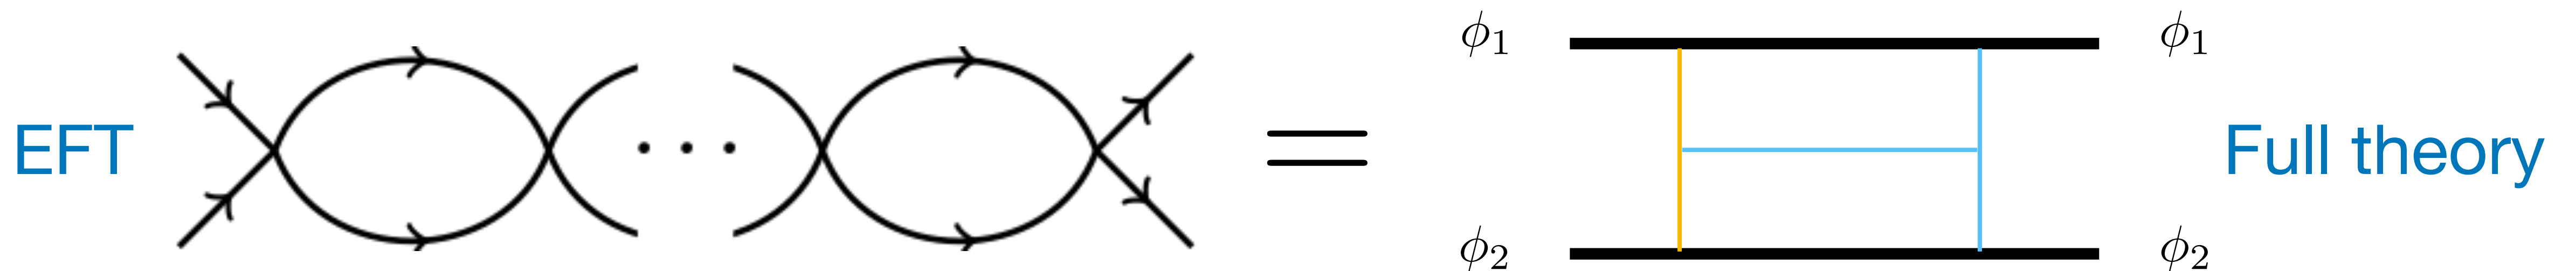 ϕ₁ ϕ₁
EFT . . . = Full theory
ϕ₂ ϕ₂